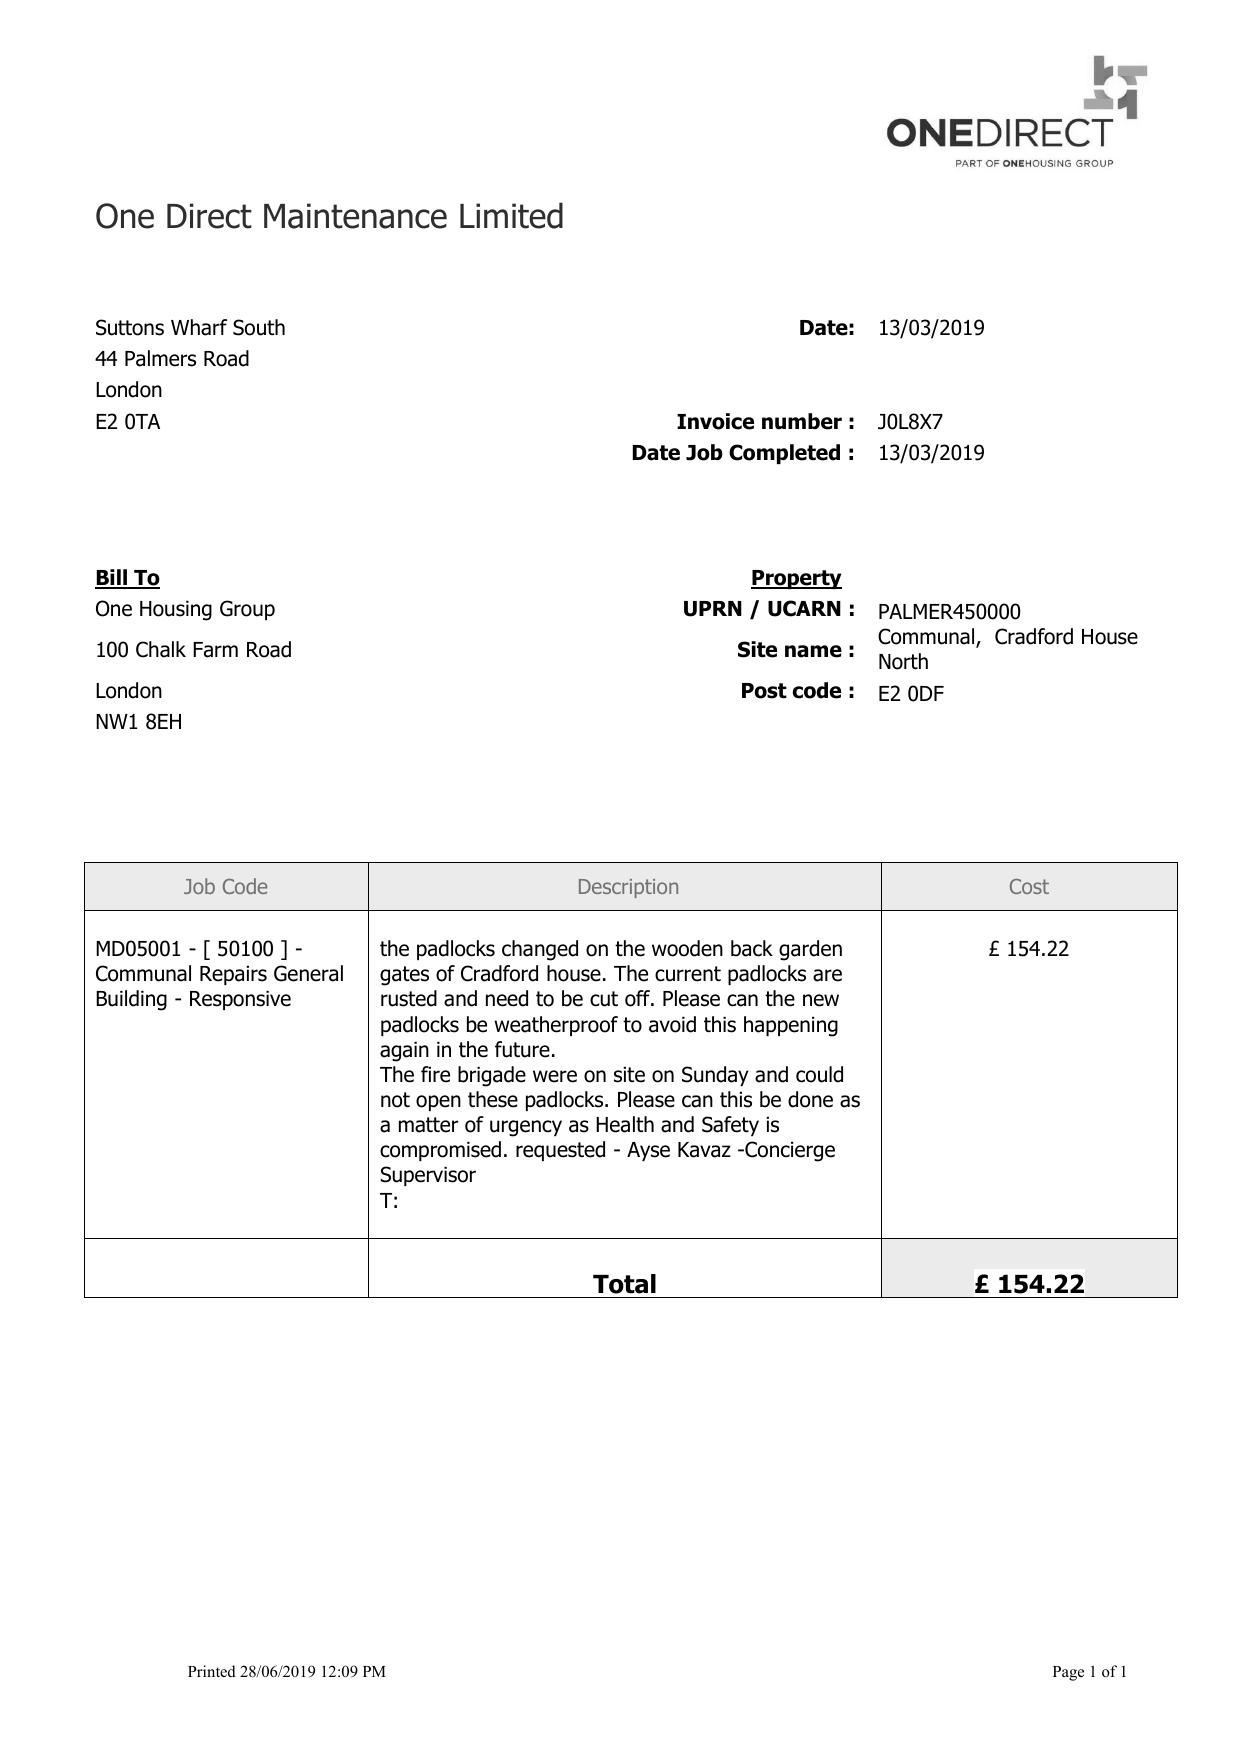 ONEDIRECT
PART OF ONEHOUSING GROUP
One Direct Maintenance Limited
Suttons Wharf South
Date: 13/03/2019
44 Palmers Road
London
E2 0TA
Invoice number : J0L8X7
Date Job Completed : 13/03/2019
Bill To
Property
One Housing Group
UPRN / UCARN : PALMER450000
100 Chalk Farm Road
Site name : Communal,  Cradford House
North
London
Post code : E2 0DF
NW1 8EH
Job Code Description Cost
MD05001 - [ 50100 ] -
Communal Repairs General
Building - Responsive
the padlocks changed on the wooden back garden
gates of Cradford house. The current padlocks are
rusted and need to be cut off. Please can the new
padlocks be weatherproof to avoid this happening
again in the future.
The fire brigade were on site on Sunday and could
not open these padlocks. Please can this be done as
a matter of urgency as Health and Safety is
compromised. requested - Ayse Kavaz -Concierge
Supervisor
T:
£ 154.22
Total £ 154.22
Printed 28/06/2019 12:09 PM Page 1 of 1